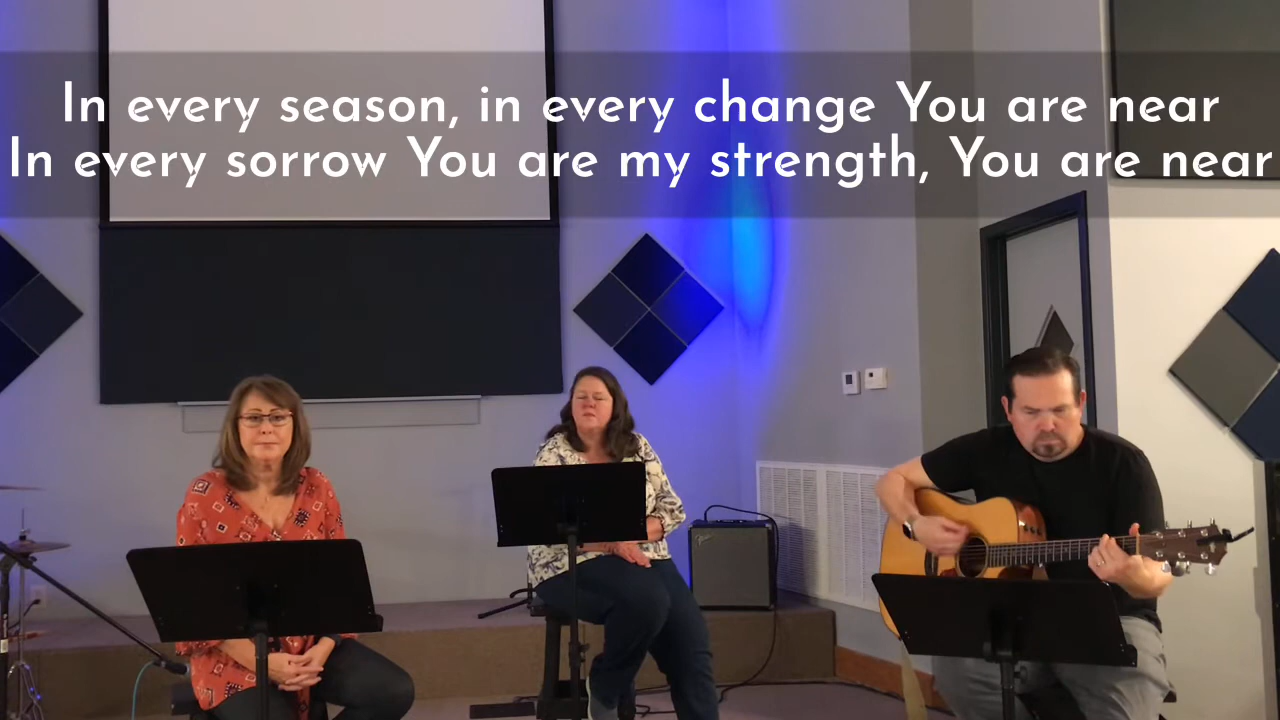 In every season, in every change You are near
In every sorrow You are my strength, You are near
Fender